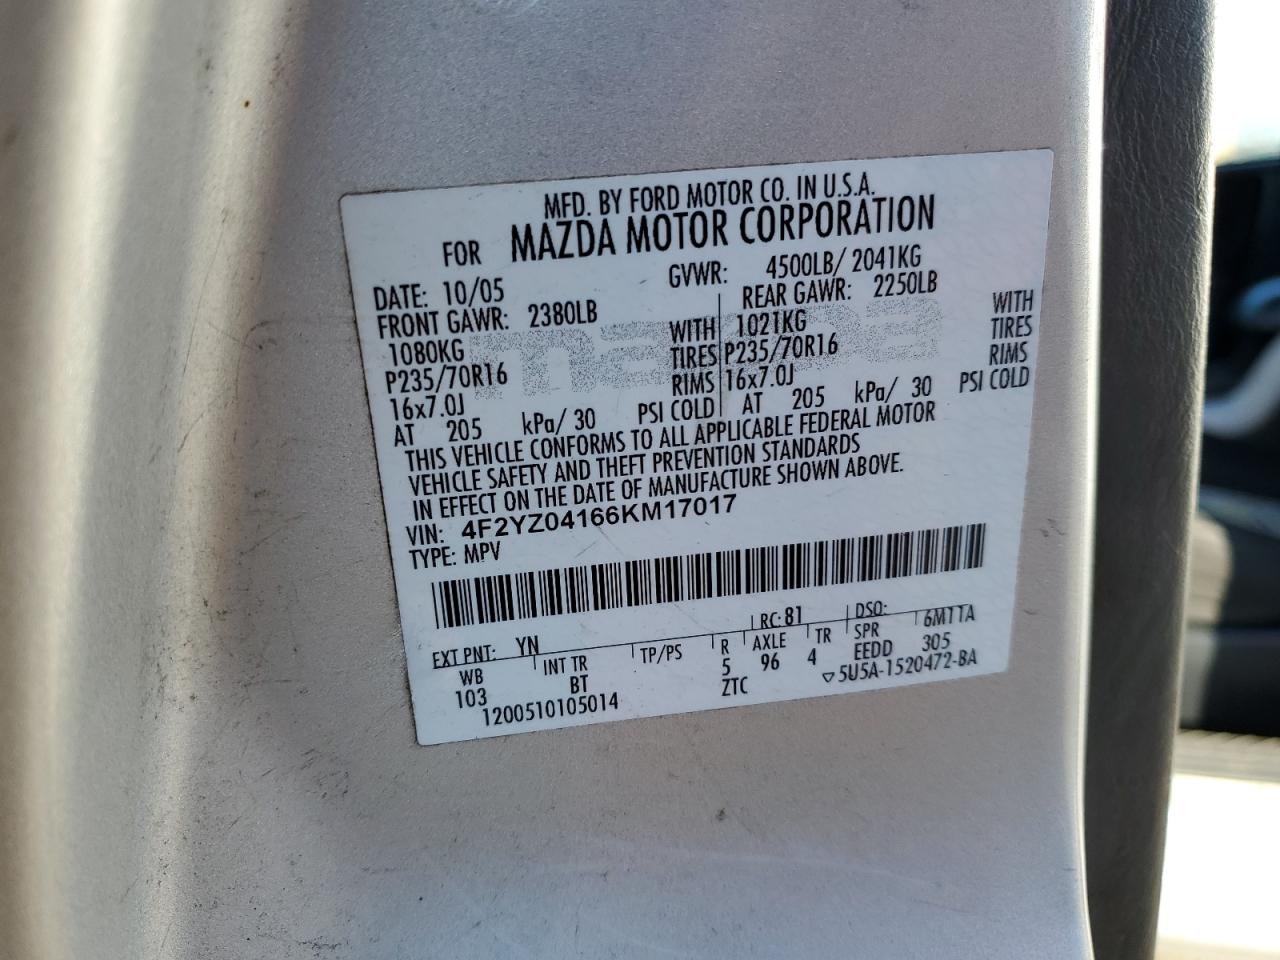 MFD. BY FORD MOTOR CO. IN U.S.A.
FOR MAZDA MOTOR CORPORATION
DATE: 10/05 GVWR: 4500LB/ 2041KG
FRONT GAWR: 2380LB REAR GAWR: 2250LB
1080KG WITH 1021KG WITH
P235/70R16 TIRES P235/70R16 TIRES
16x7.0J RIMS 16x7.0J RIMS
AT 205 kPa/ 30 PSI COLD AT 205 kPa/ 30 PSI COLD
mazda
THIS VEHICLE CONFORMS TO ALL APPLICABLE FEDERAL MOTOR
VEHICLE SAFETY AND THEFT PREVENTION STANDARDS
IN EFFECT ON THE DATE OF MANUFACTURE SHOWN ABOVE.
VIN: 4F2YZ04166KM17017
TYPE: MPV
EXT PNT: YN RC: 81 DSO: 6M11A
WB INT TR TP/PS R AXLE TR SPR
103 BT 5 96 4 EEDD 305
1200510105014 ZTC ▽5U5A-1520472-BA